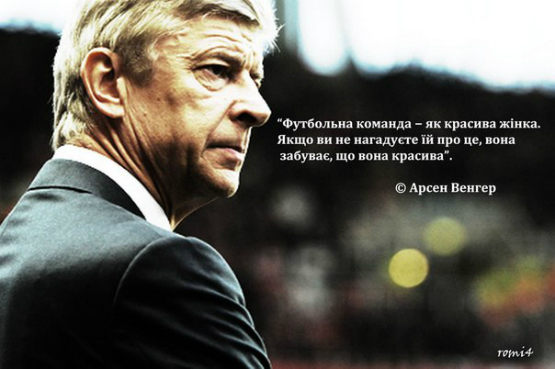 “Футбольна команда – як красива жінка.
Якщо ви не нагадуєте їй про це, вона
забуває, що вона красива”.
© Арсен Венгер
romi4